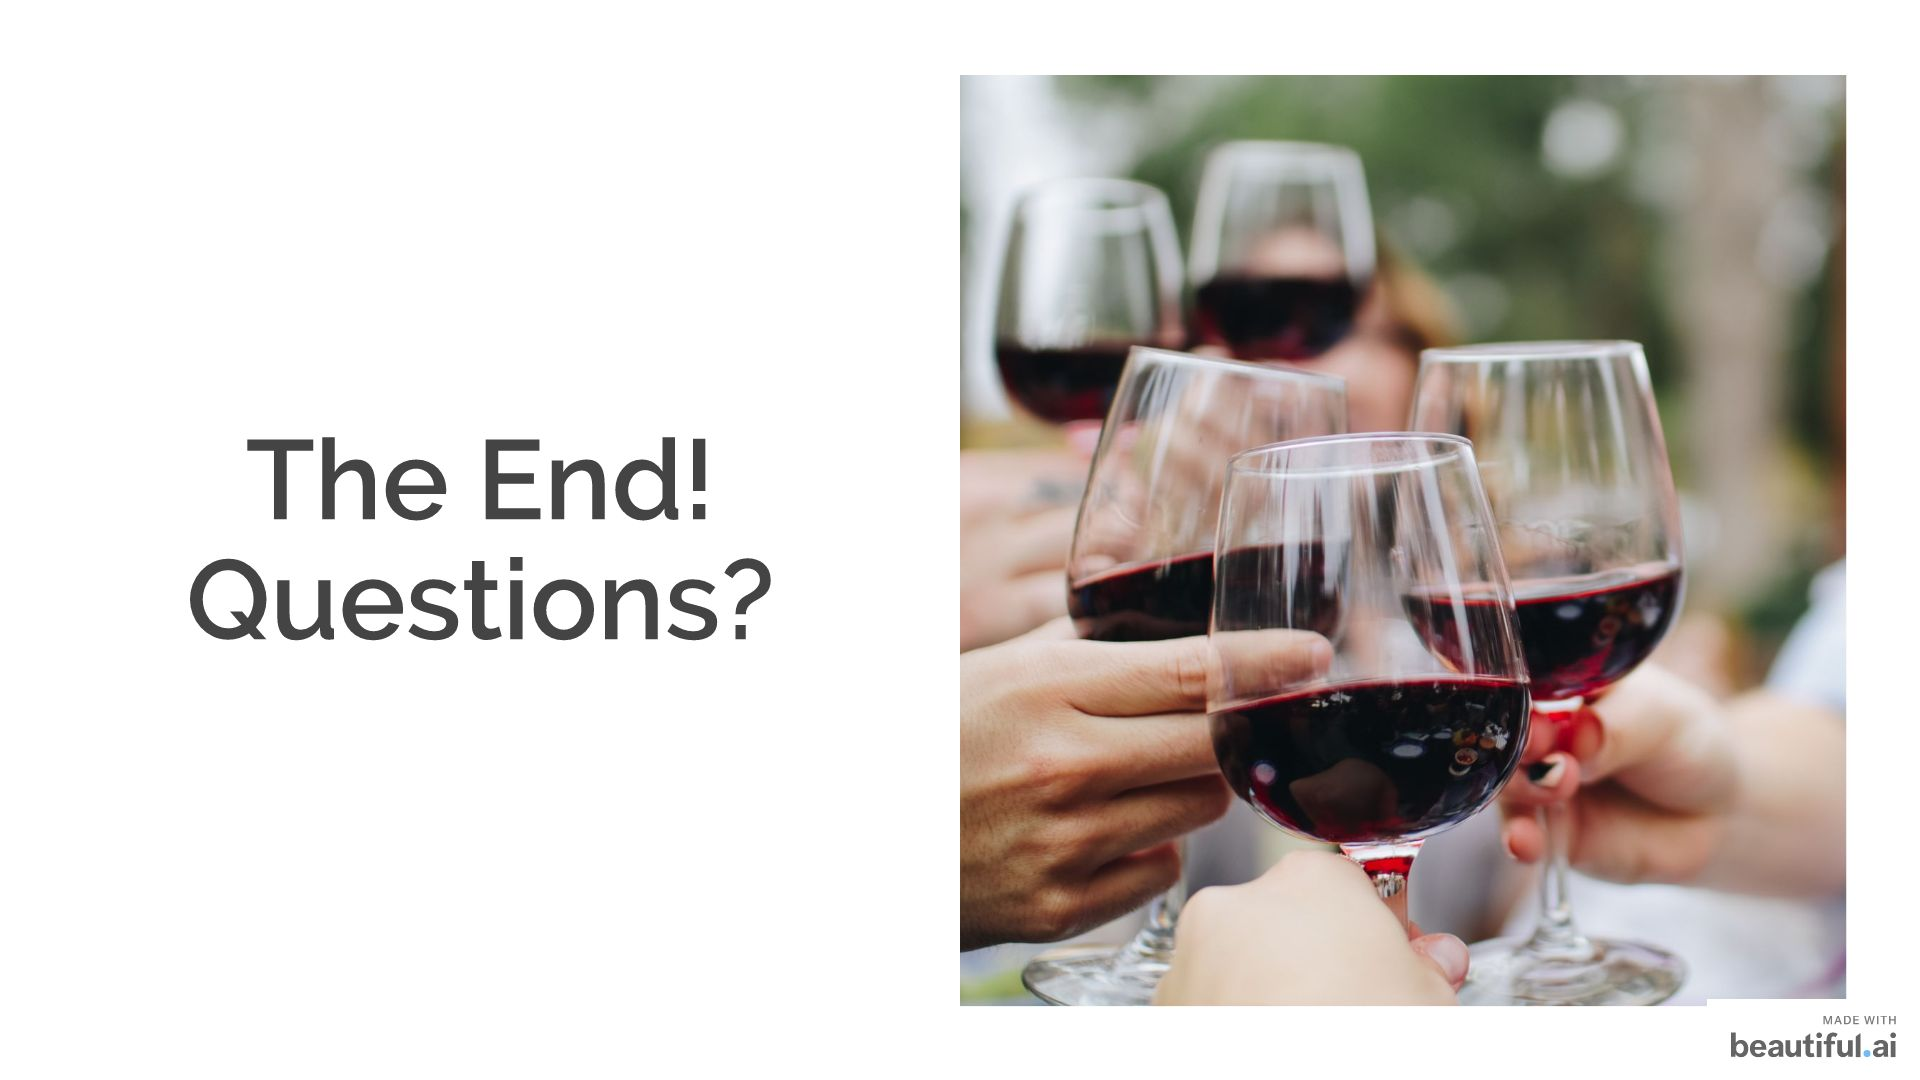 The End!
Questions?
MADE WITH
beautiful.ai